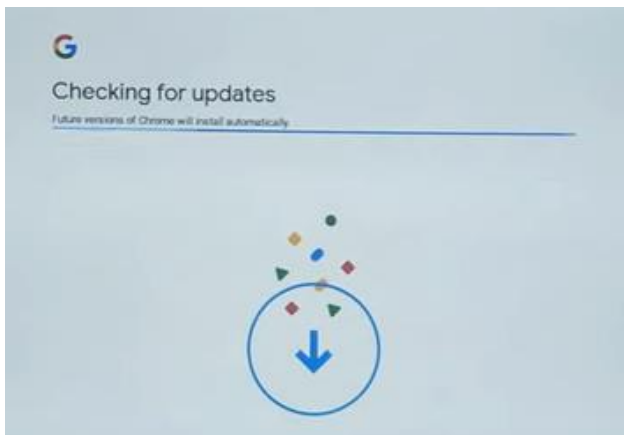 G
Checking for updates
Future versions of Chrome will install automatically.